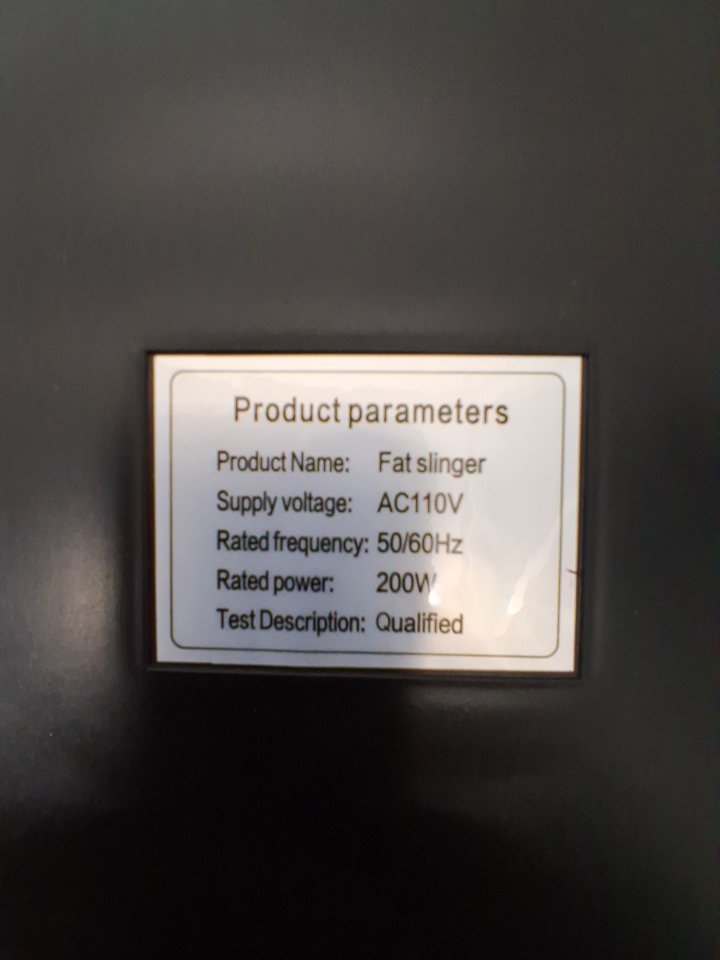 Product parameters
Product Name: Fat slinger
Supply voltage: AC110V
Rated frequency: 50/60Hz
Rated power: 200W
Test Description: Qualified